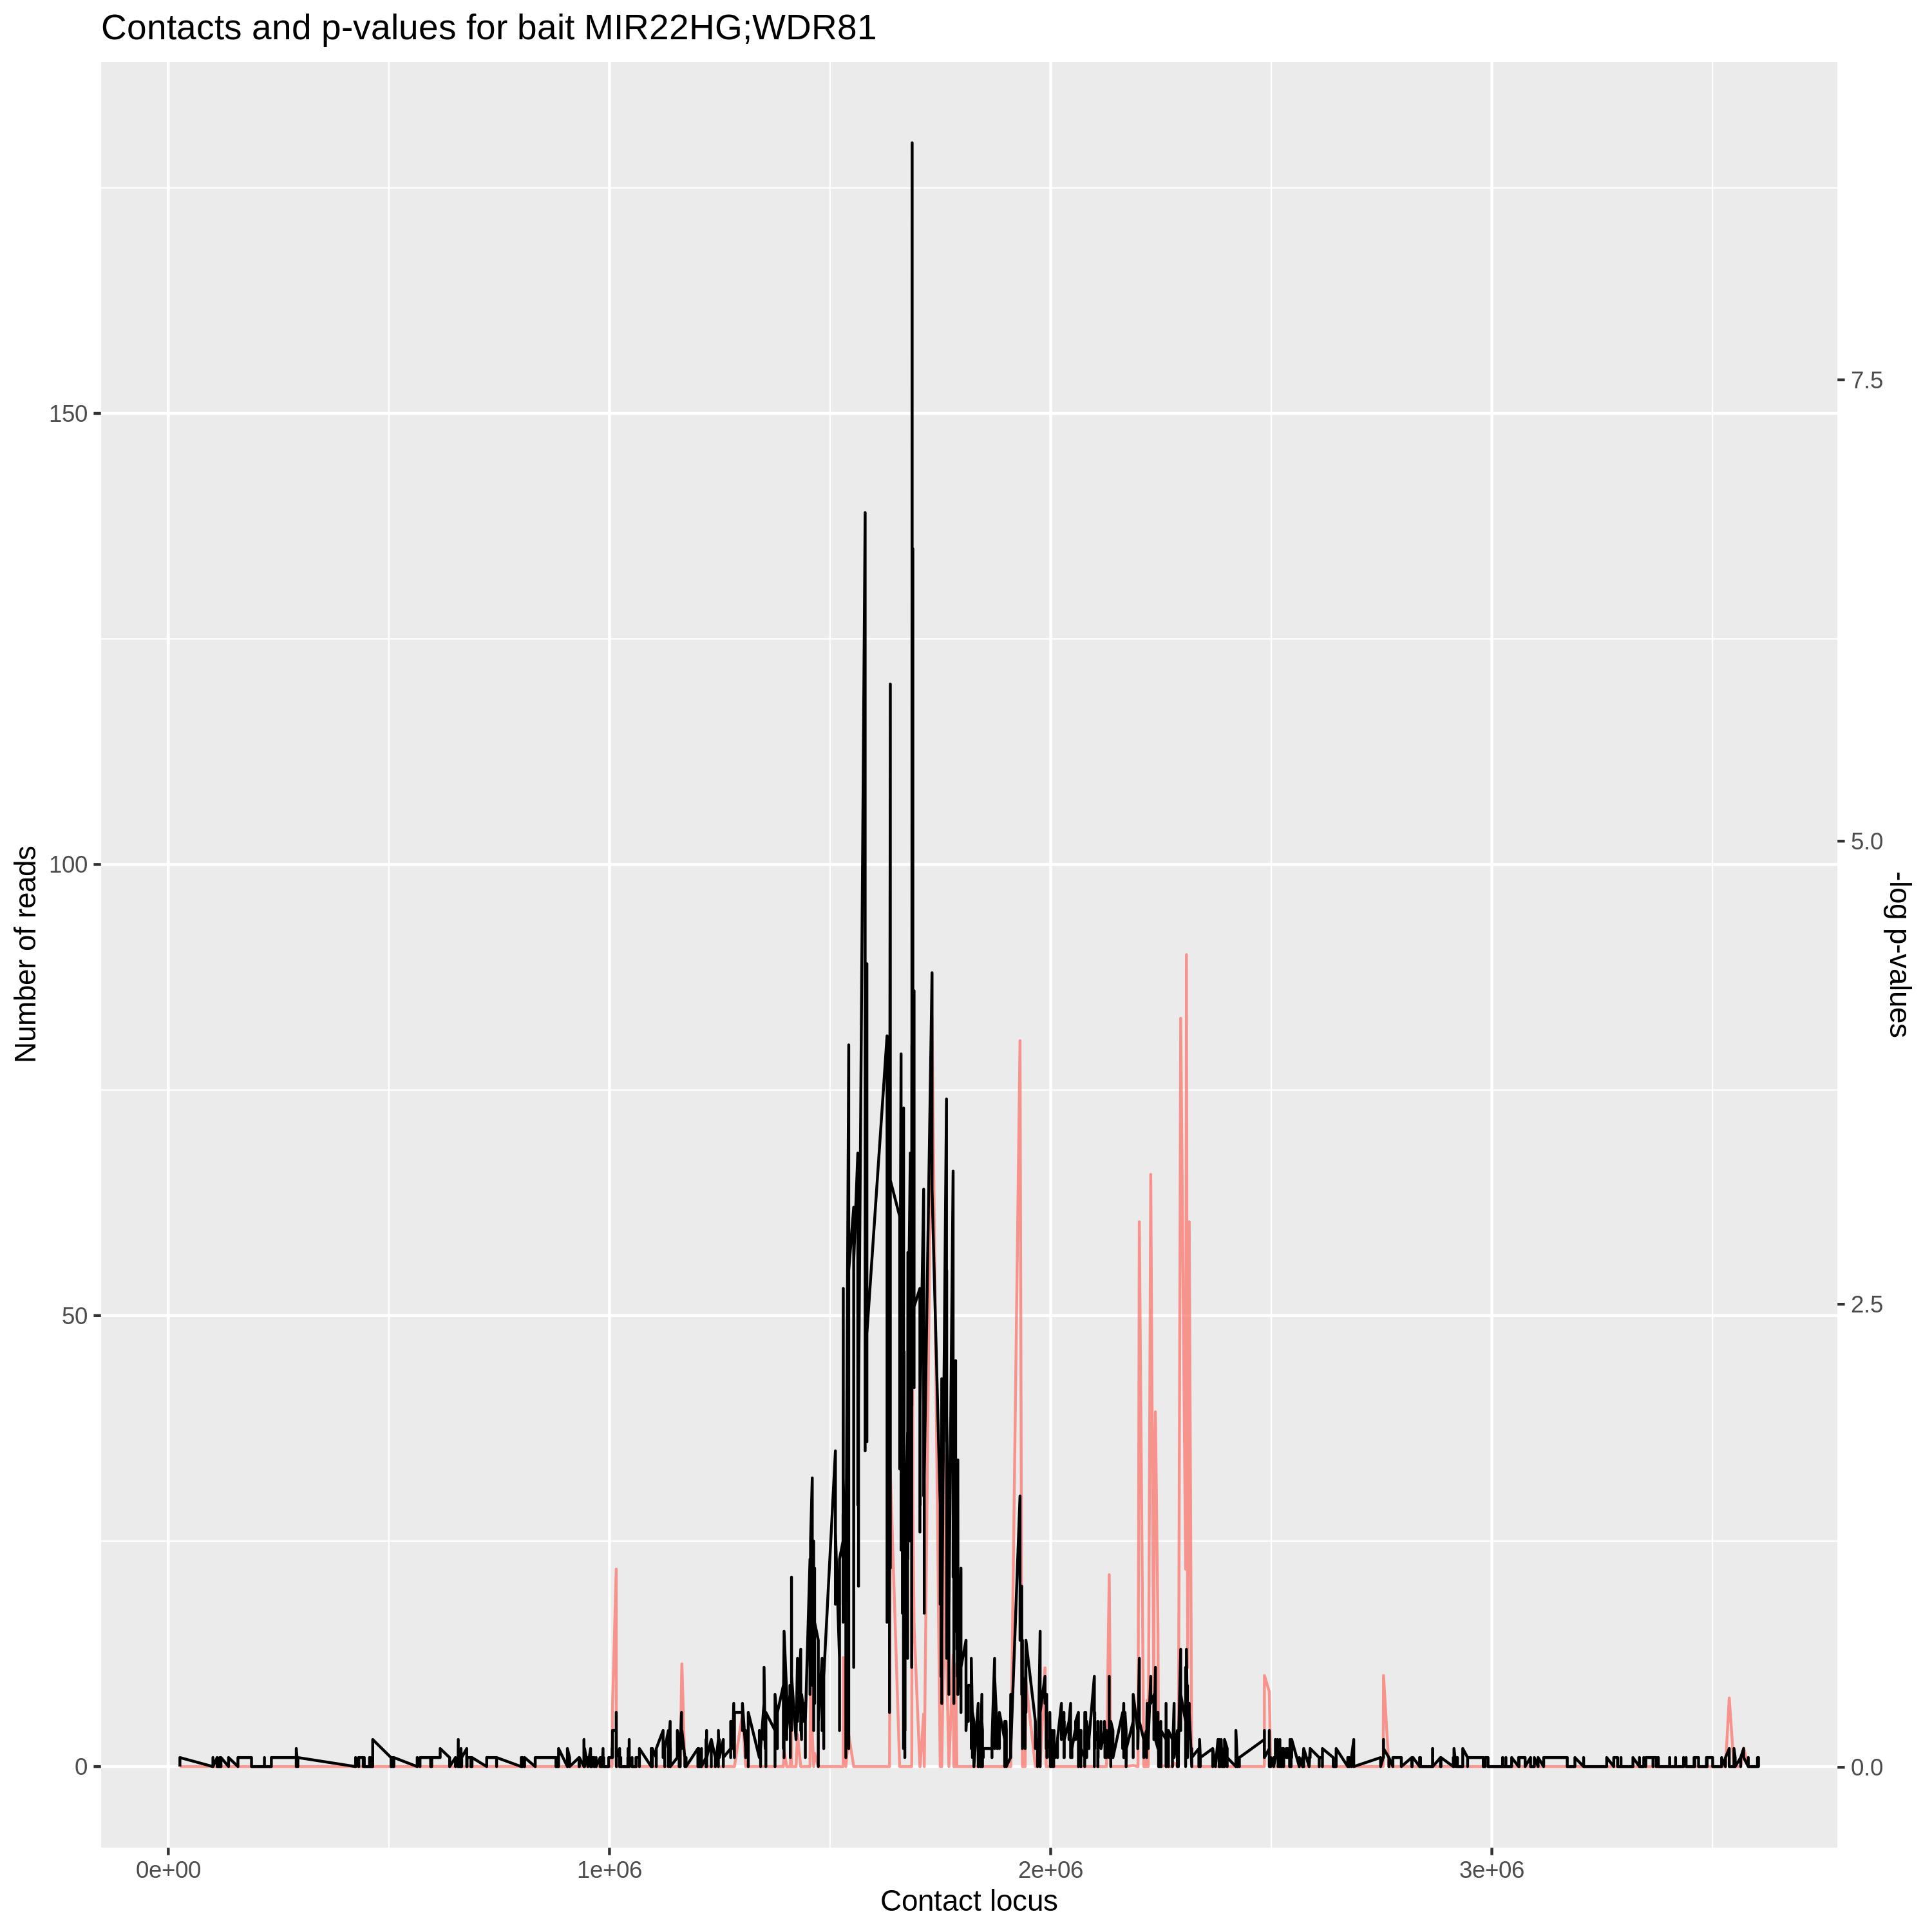 Contacts and p-values for bait MIR22HG;WDR81
Number of reads
150
100
50
0
7.5
5.0
2.5
0.0
-log p-values
0e+00
1e+06
2e+06
3e+06
Contact locus